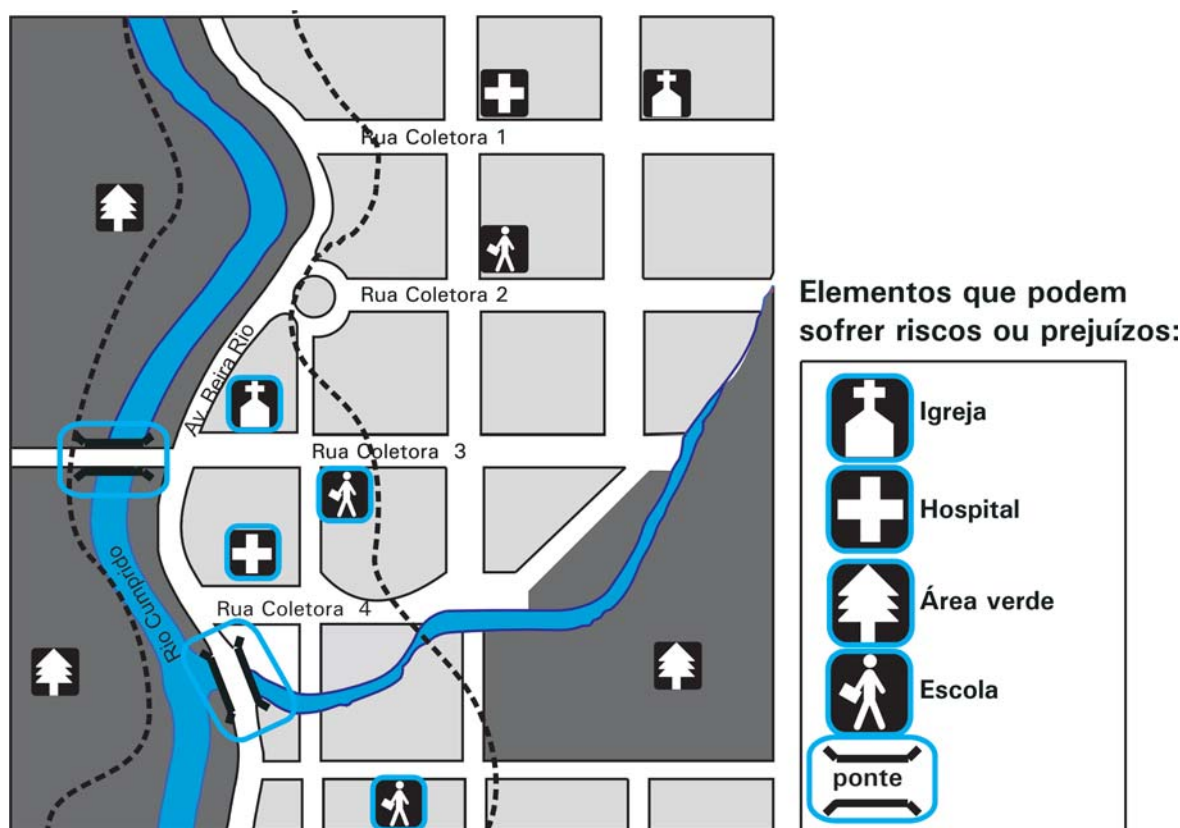 Rua Coletora 1
Rua Coletora 2
Av. Beira Rio
Rua Coletora 3
Rio Cumprido
Rua Coletora 4
Elementos que podem
sofrer riscos ou prejuízos:
Igreja
Hospital
Área verde
Escola
ponte